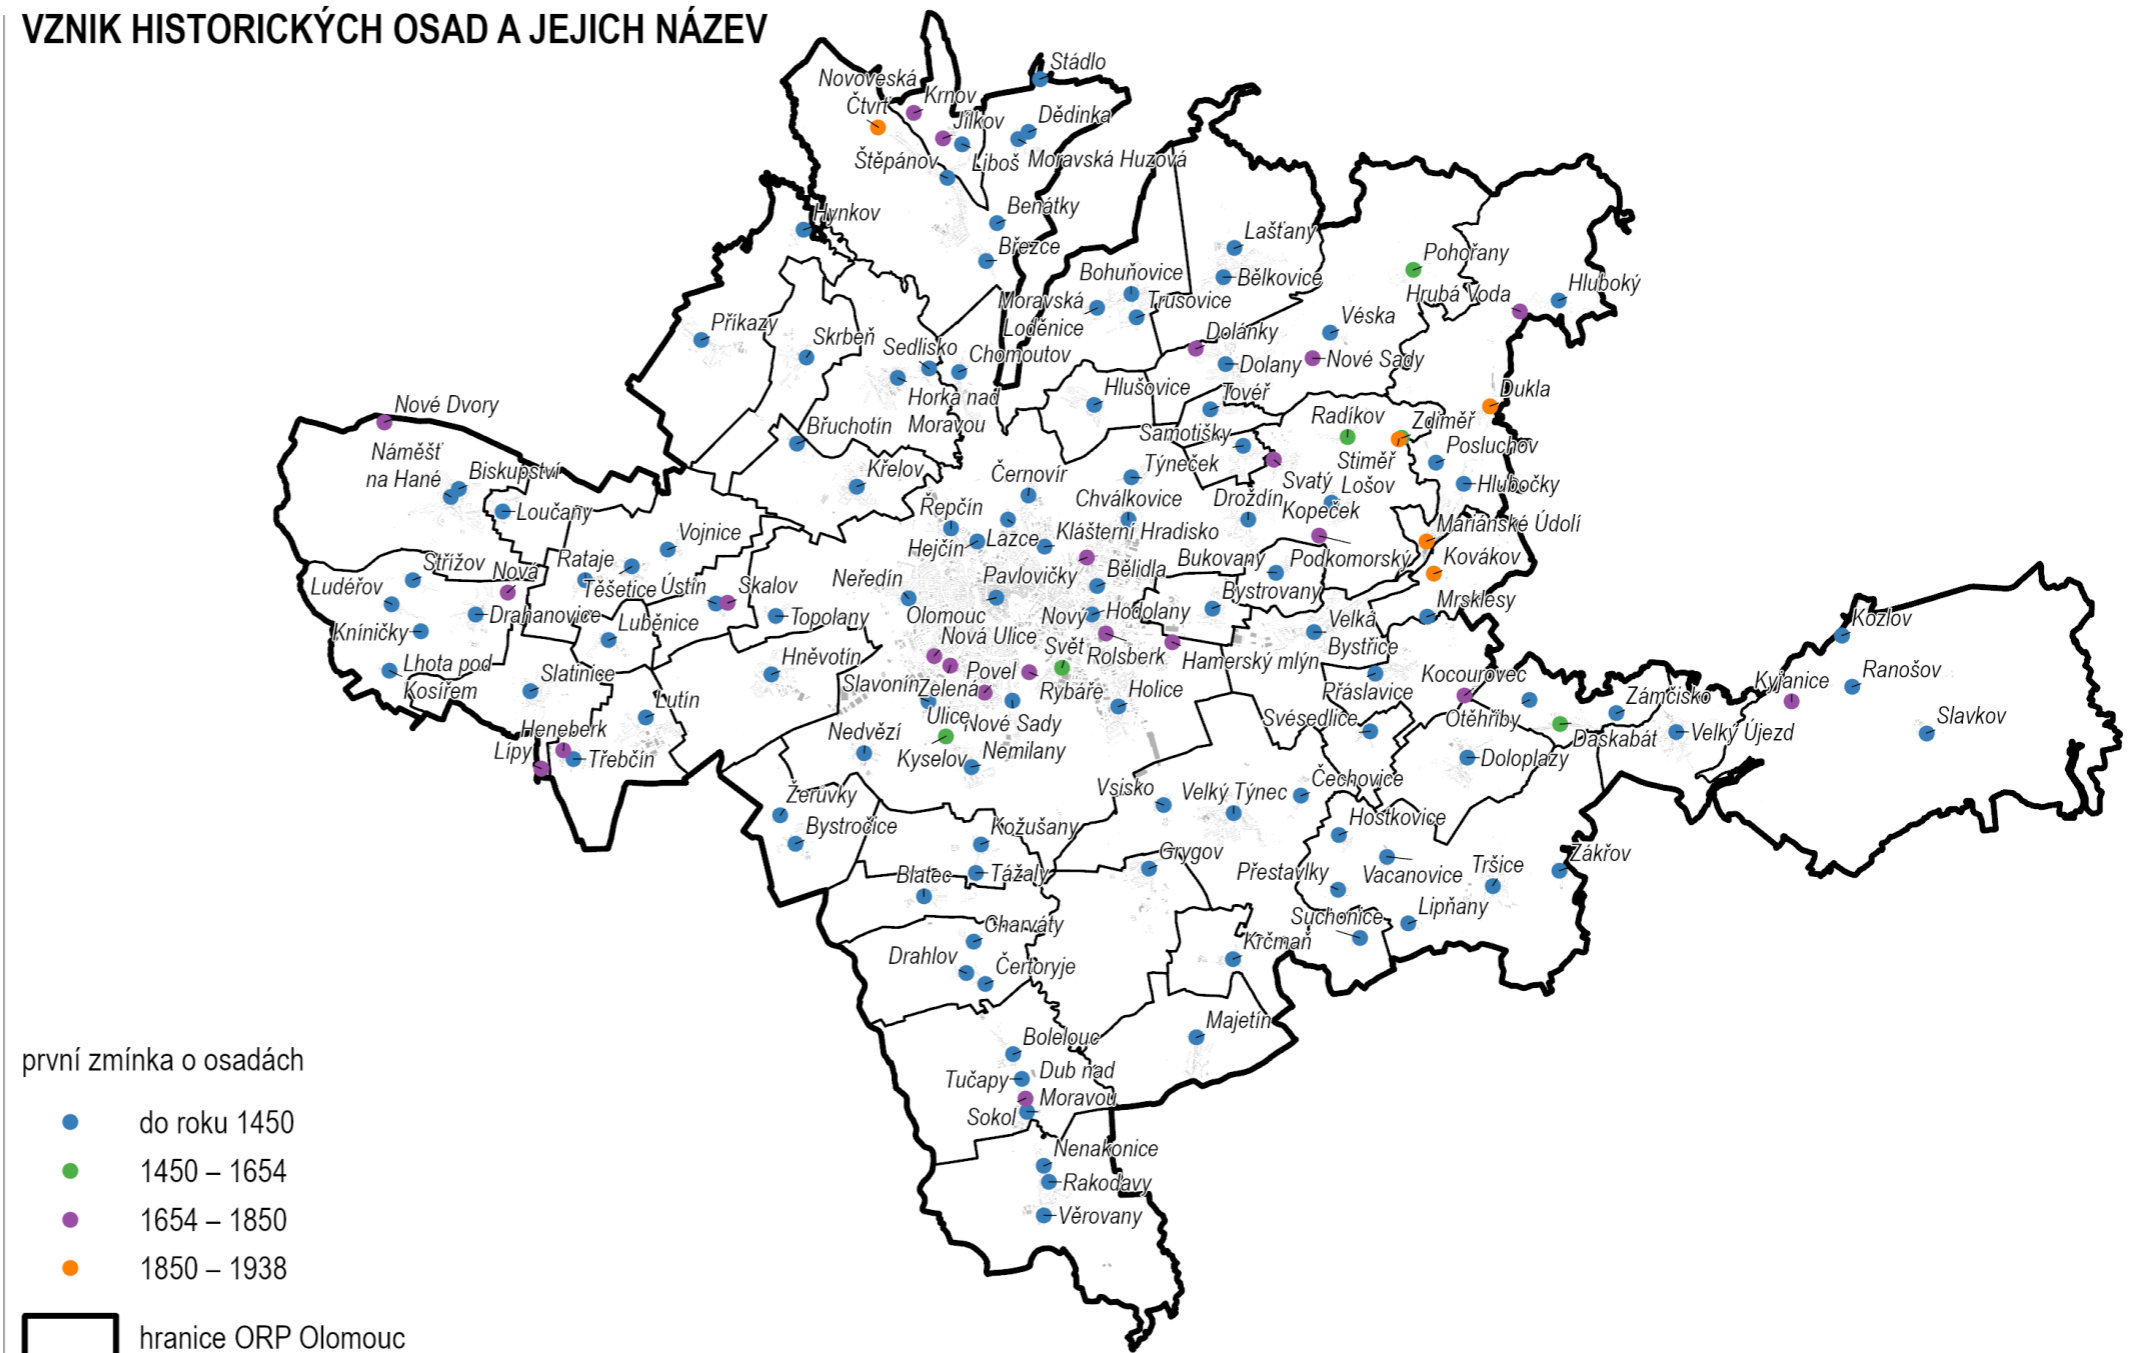 VZNIK HISTORICKÝCH OSAD A JEJICH NÁZEV
Stádlo
Novoveská
Čtvrť
Krnov
Jílkov
Dědinka
Štěpánov
Liboš
Moravská Huzová
Hynkov
Benátky
Březce
Lašťany
Bělkovice
Pohořany
Hrubá Voda
Hluboký
Bohuňovice
Moravská
Loděnice
Trusovice
Příkazy
Skrbeň
Sedlisko
Chomoutov
Horka nad
Moravou
Dolánky
Dolany
Véska
Nové Sady
Dukla
Nové Dvory
Hlušovice
Tovéř
Břuchotín
Radíkov
Zdiměř
Stiměř
Posluchov
Samotišky
Náměšť
na Hané
Biskupství
Loučany
Křelov
Černovír
Týneček
Svatý
Kopeček
Lošov
Hlubočky
Droždín
Chválkovice
Řepčín
Hejčín
Lazce
Klášterní Hradisko
Mariánské Údolí
Vojnice
Bukovany
Podkomorský
Kovákov
Střížov
Nová
Rataje
Těšetice
Ústín
Skalov
Neředín
Pavlovičky
Bělidla
Bystrovany
Luděřov
Drahanovice
Luběnice
Topolany
Olomouc
Nový
Svět
Hodolany
Mrsklesy
Kníničky
Nová Ulice
Rolsberk
Hamerský mlýn
Velká
Bystřice
Kozlov
Lhota pod
Kosířem
Slatinice
Hněvotín
Slavonín
Zelená
Ulice
Povel
Rybáře
Holice
Přáslavice
Kocourovec
Kyjanice
Ranošov
Lutín
Nové Sady
Svésedlice
Otěhřiby
Zámčisko
Slavkov
Heneberk
Lípy
Třebčín
Nedvězí
Kyselov
Nemilany
Doloplazy
Daskabát
Velký Újezd
Žerůvky
Vsisko
Velký Týnec
Čechovice
Bystročice
Kožušany
Hostkovice
Blatec
Tážaly
Grygov
Přestavlky
Vacanovice
Tršice
Zákřov
Charváty
Suchonice
Lipňany
Drahlov
Čertoryje
Krčmaň
Majetín
Bolelouc
Tučapy
Dub nad
Moravou
Sokol
Nenakonice
Rakodavy
Věrovany
první zmínka o osadách
do roku 1450
1450 – 1654
1654 – 1850
1850 – 1938
hranice ORP Olomouc